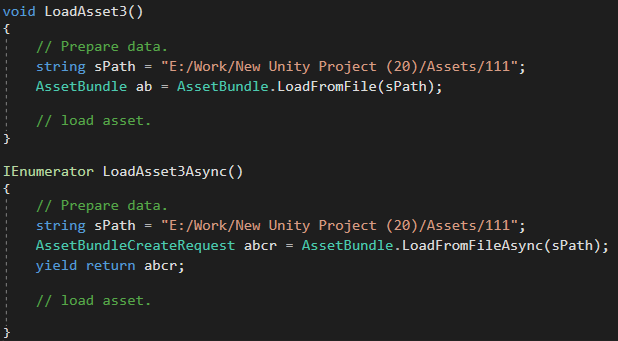 void LoadAsset3()
{
// Prepare data.
string sPath = "E:/Work/New Unity Project (20)/Assets/111";
AssetBundle ab = AssetBundle.LoadFromFile(sPath);
// load asset.
}
IEnumerator LoadAsset3Async()
{
// Prepare data.
string sPath = "E:/Work/New Unity Project (20)/Assets/111";
AssetBundleCreateRequest abcr = AssetBundle.LoadFromFileAsync(sPath);
yield return abcr;
// load asset.
}